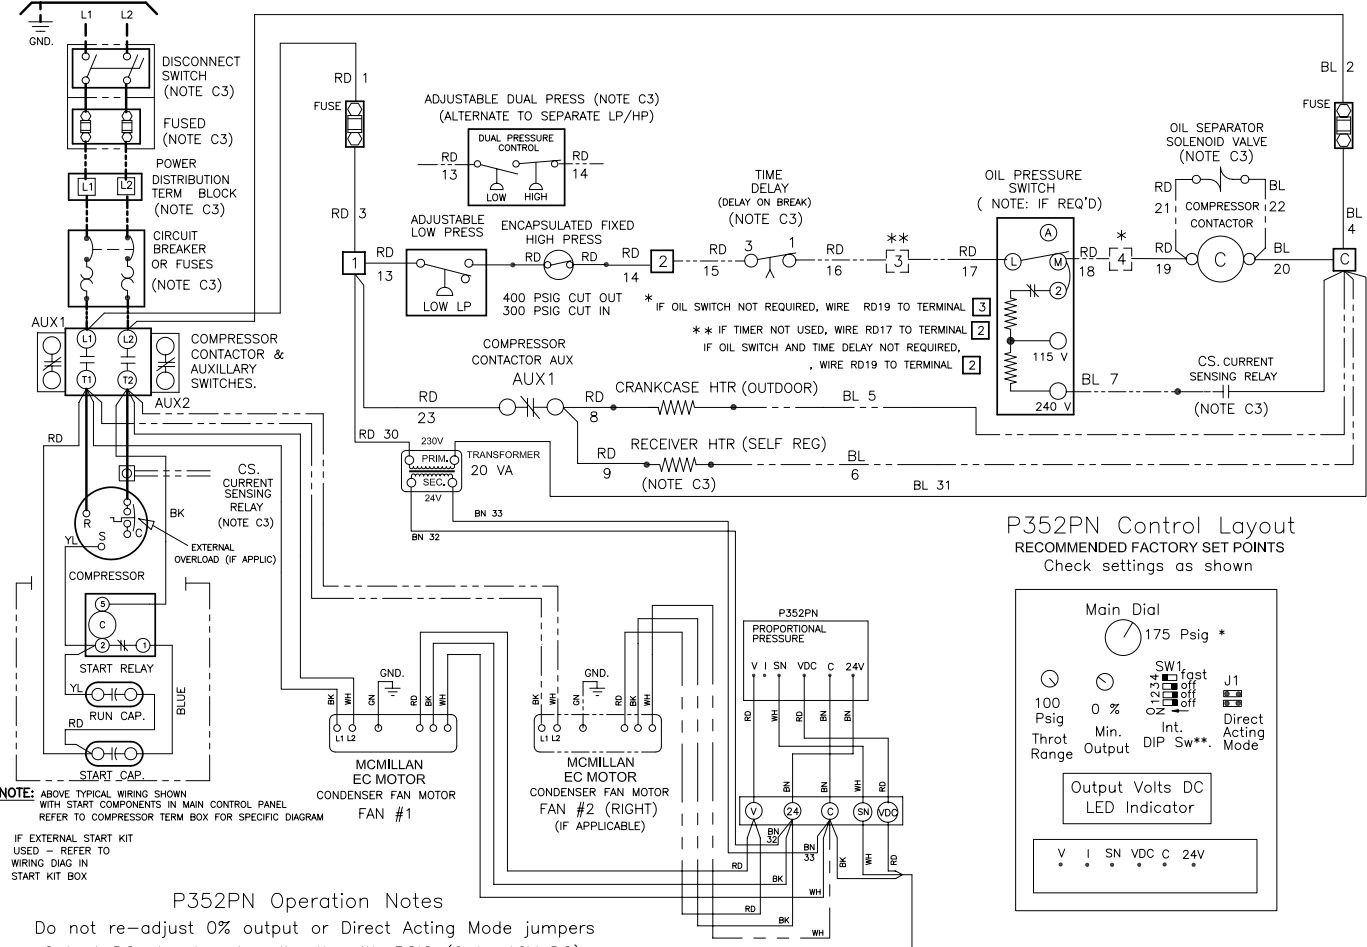 L1 L2
GND.
DISCONNECT
SWITCH
(NOTE C3)
FUSED
(NOTE C3)
POWER
DISTRIBUTION
TERM BLOCK
(NOTE C3)
L1 L2
CIRCUIT
BREAKER
OR FUSES
(NOTE C3)
AUX1
L1 L2
T1 T2
COMPRESSOR
CONTACTOR &
AUXILLARY
SWITCHES.
AUX2
RD 1
FUSE
RD 3
1
ADJUSTABLE DUAL PRESS (NOTE C3)
(ALTERNATE TO SEPARATE LP/HP)
DUAL PRESSURE
CONTROL
RD
13
RD
14
LOW HIGH
ADJUSTABLE
LOW PRESS
RD
13
LOW LP
ENCAPSULATED FIXED
HIGH PRESS
RD RD
400 PSIG CUT OUT
300 PSIG CUT IN
RD
14
2
RD
15
TIME
DELAY
(DELAY ON BREAK)
(NOTE C3)
3 1
RD
16
**
3
RD
17
OIL PRESSURE
SWITCH
( NOTE: IF REQ'D)
A
L M
2
115 V
240 V
RD
18
*
4
RD
19
OIL SEPARATOR
SOLENOID VALVE
(NOTE C3)
RD
21
BL
22
COMPRESSOR
CONTACTOR
C
BL
20
BL 2
FUSE
BL
4
C
* IF OIL SWITCH NOT REQUIRED, WIRE RD19 TO TERMINAL 3
** IF TIMER NOT USED, WIRE RD17 TO TERMINAL 2
IF OIL SWITCH AND TIME DELAY NOT REQUIRED,
, WIRE RD19 TO TERMINAL 2
COMPRESSOR
CONTACTOR AUX
AUX1
RD
23
RD
8
CRANKCASE HTR (OUTDOOR)
BL 5
BL 7
CS. CURRENT
SENSING RELAY
(NOTE C3)
RD
9
RECEIVER HTR (SELF REG)
(NOTE C3)
BL
6
RD 30
230V
PRIM.
SEC.
24V
TRANSFORMER
20 VA
BL 31
BN 33
BN 32
RD
CS.
CURRENT
SENSING
RELAY
(NOTE C3)
BK
R
S
C
YL
EXTERNAL
OVERLOAD (IF APPLIC)
COMPRESSOR
5
C
2 1
START RELAY
YL
RUN CAP.
RD
BLUE
START CAP.
NOTE: ABOVE TYPICAL WIRING SHOWN
WITH START COMPONENTS IN MAIN CONTROL PANEL
REFER TO COMPRESSOR TERM BOX FOR SPECIFIC DIAGRAM
IF EXTERNAL START KIT
USED - REFER TO
WIRING DIAG IN
START KIT BOX
GND.
BK WH GN RD BK WH
L1 L2
MCMILLAN
EC MOTOR
CONDENSER FAN MOTOR
FAN #1
GND.
BK WH GN RD BK WH
L1 L2
MCMILLAN
EC MOTOR
CONDENSER FAN MOTOR
FAN #2 (RIGHT)
(IF APPLICABLE)
P352PN
PROPORTIONAL
PRESSURE
V I SN VDC C 24V
RD WH RD BN BN
BN BN WH RD
V 24 C SN VDC
BN
32
BN
33
RD
BK
WH
RD
BK
WH
BK WH RD
P352PN Control Layout
RECOMMENDED FACTORY SET POINTS
Check settings as shown
Main Dial
175 Psig *
100
Psig
Throt
Range
0 %
Min.
Output
SW1
fast
off
off
off
1 2 3 4
ON
Int.
DIP Sw**.
J1
Direct
Acting
Mode
Output Volts DC
LED Indicator
V I SN VDC C 24V
P352PN Operation Notes
Do not re-adjust 0% output or Direct Acting Mode jumpers